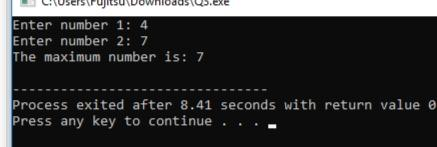 C:\Users\Fujitsu\Downloads\Q3.exe
Enter number 1: 4
Enter number 2: 7
The maximum number is: 7
--------------------------------
Process exited after 8.41 seconds with return value 0
Press any key to continue . . .